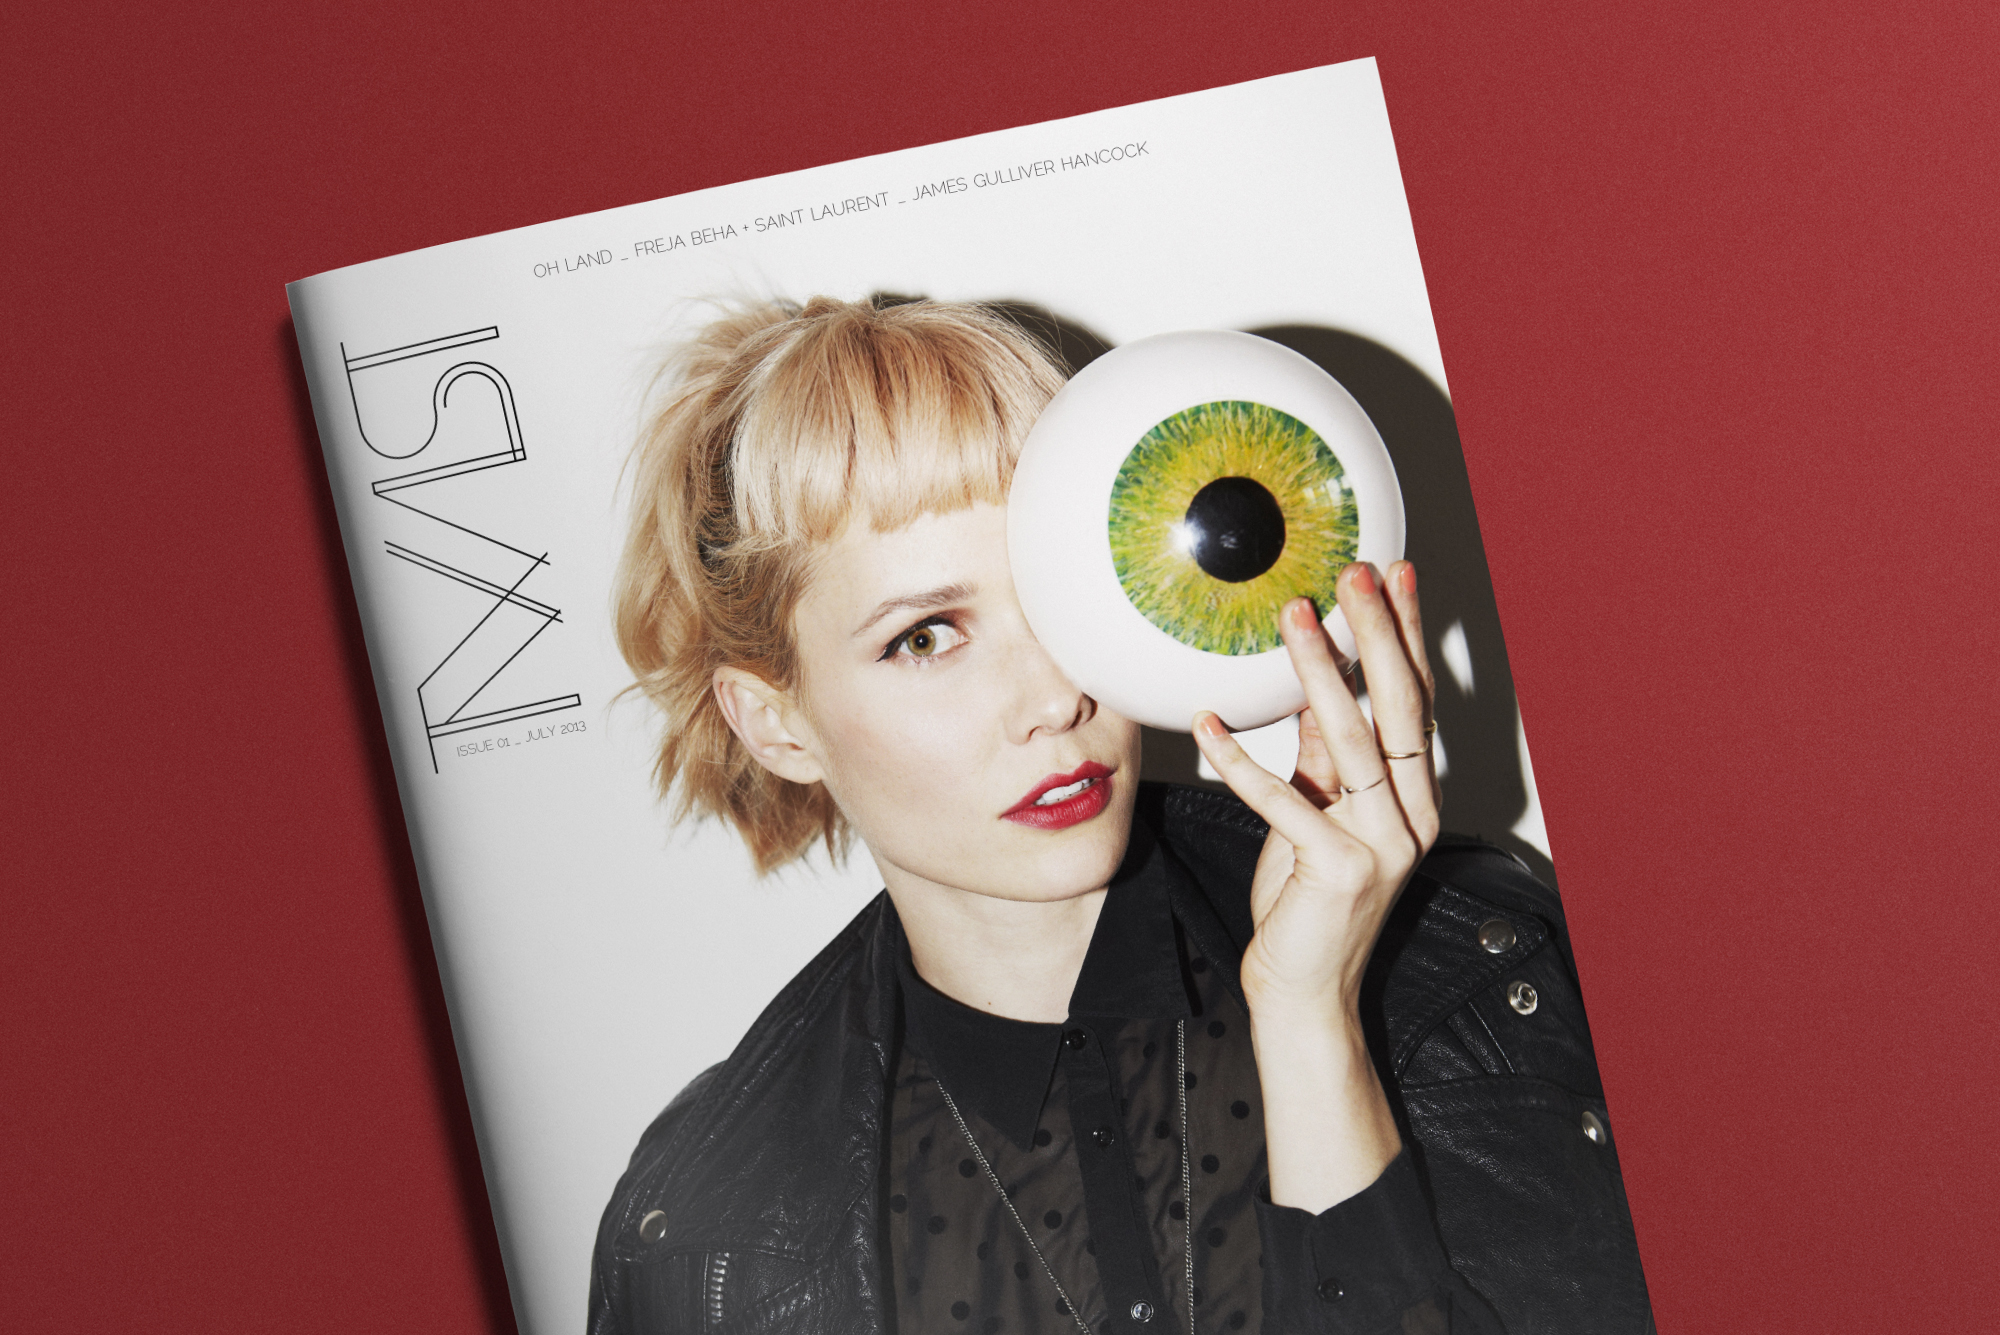 OH LAND _ FREJA BEHA + SAINT LAURENT _ JAMES GULLIVER HANCOCK
ISSUE 01 _ JULY 2013